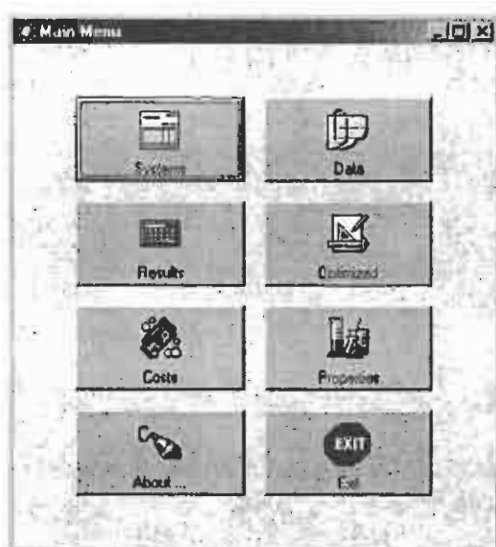 Main Menu
Systems
Data
Results
Optimized
Costs
Properties
About ...
EXIT
Exit